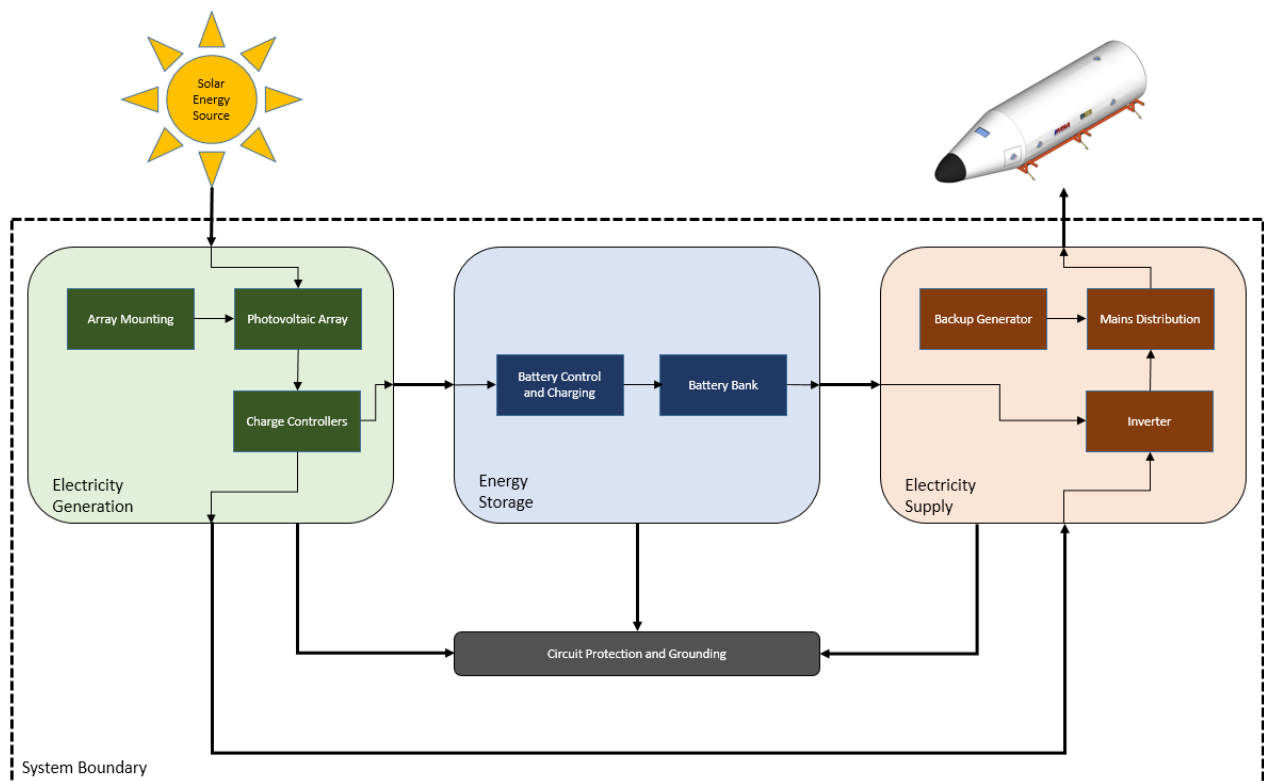 Solar
Energy
Source
Array Mounting
Photovoltaic Array
Charge Controllers
Electricity
Generation
Battery Control
and Charging
Battery Bank
Energy
Storage
Backup Generator
Mains Distribution
Inverter
Electricity
Supply
Circuit Protection and Grounding
System Boundary